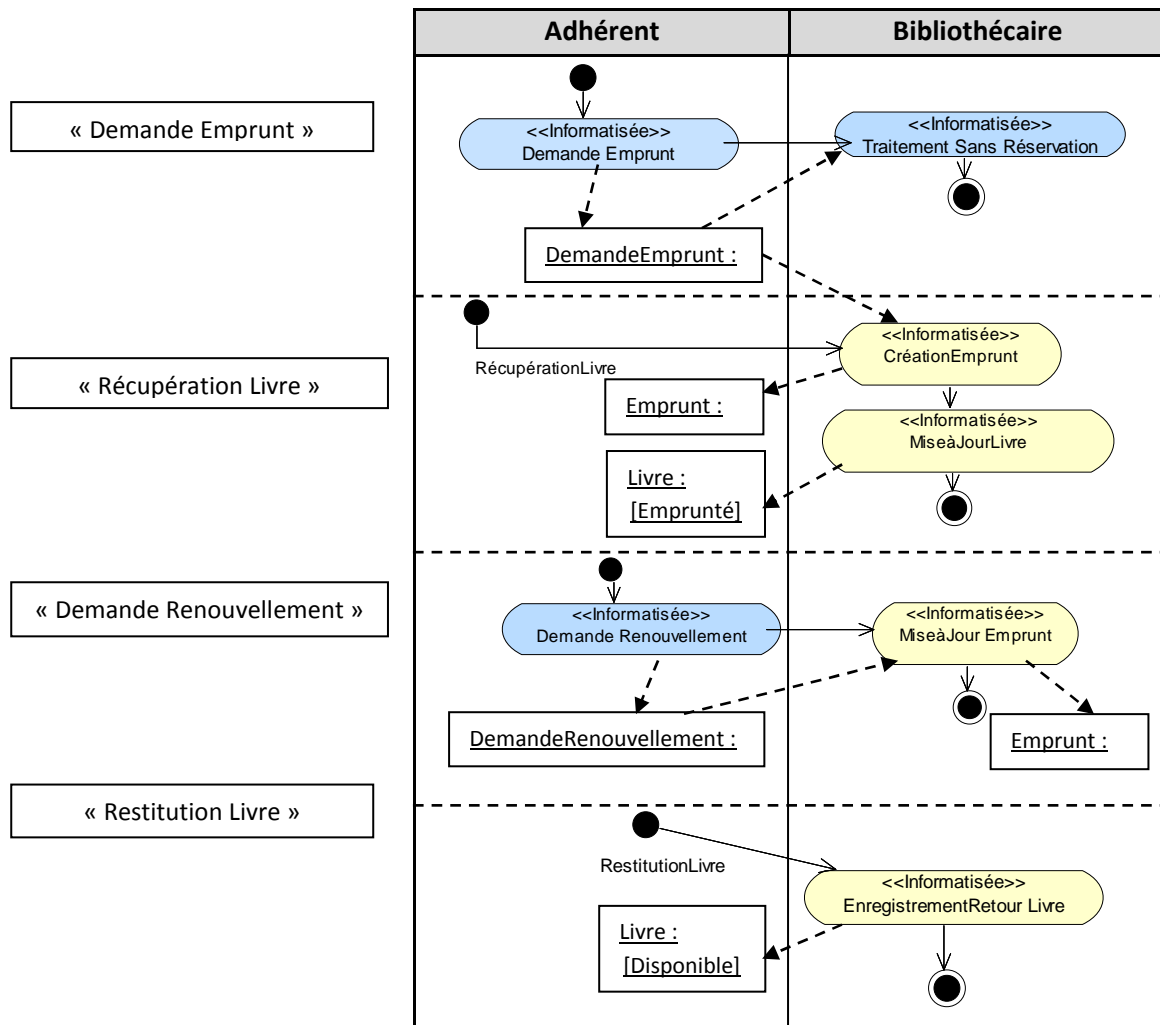 Adhérent
Bibliothécaire
« Demande Emprunt »
<<Informatisée>>
Demande Emprunt
<<Informatisée>>
Traitement Sans Réservation
DemandeEmprunt :
« Récupération Livre »
RécupérationLivre
<<Informatisée>>
CréationEmprunt
Emprunt :
<<Informatisée>>
MiseàJourLivre
Livre :
[Emprunté]
« Demande Renouvellement »
<<Informatisée>>
Demande Renouvellement
<<Informatisée>>
MiseàJour Emprunt
DemandeRenouvellement :
Emprunt :
« Restitution Livre »
RestitutionLivre
<<Informatisée>>
EnregistrementRetour Livre
Livre :
[Disponible]